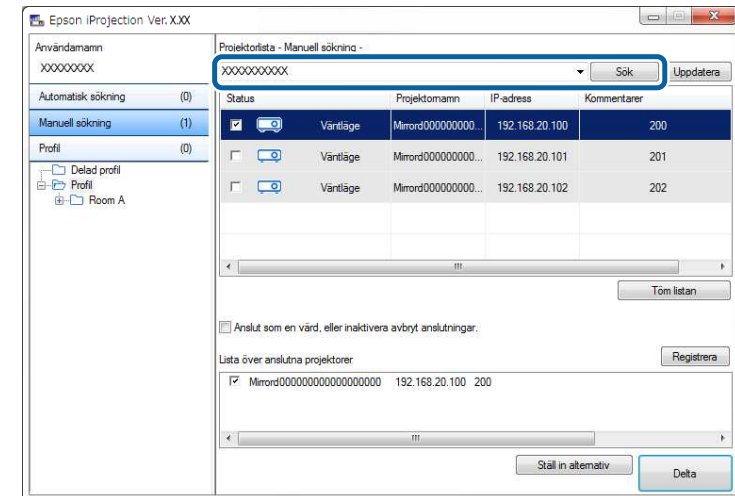 Epson iProjection Ver. X.XX
Användarnamn
XXXXXXXX
Automatisk sökning (0)
Manuell sökning (1)
Profil (0)
Delad profil
Profil
Room A
Projektorlista - Manuell sökning -
XXXXXXXXXX Sök Uppdatera
Status Projektornamn IP-adress Kommentarer
Väntläge Mirrord000000000... 192.168.20.100 200
Väntläge Mirrord000000000... 192.168.20.101 201
Väntläge Mirrord000000000... 192.168.20.102 202
Töm listan
Anslut som en värd, eller inaktivera avbryt anslutningar.
Lista över anslutna projektorer Registrera
Mirrord000000000000000000 192.168.20.100 200
Ställ in alternativ Delta